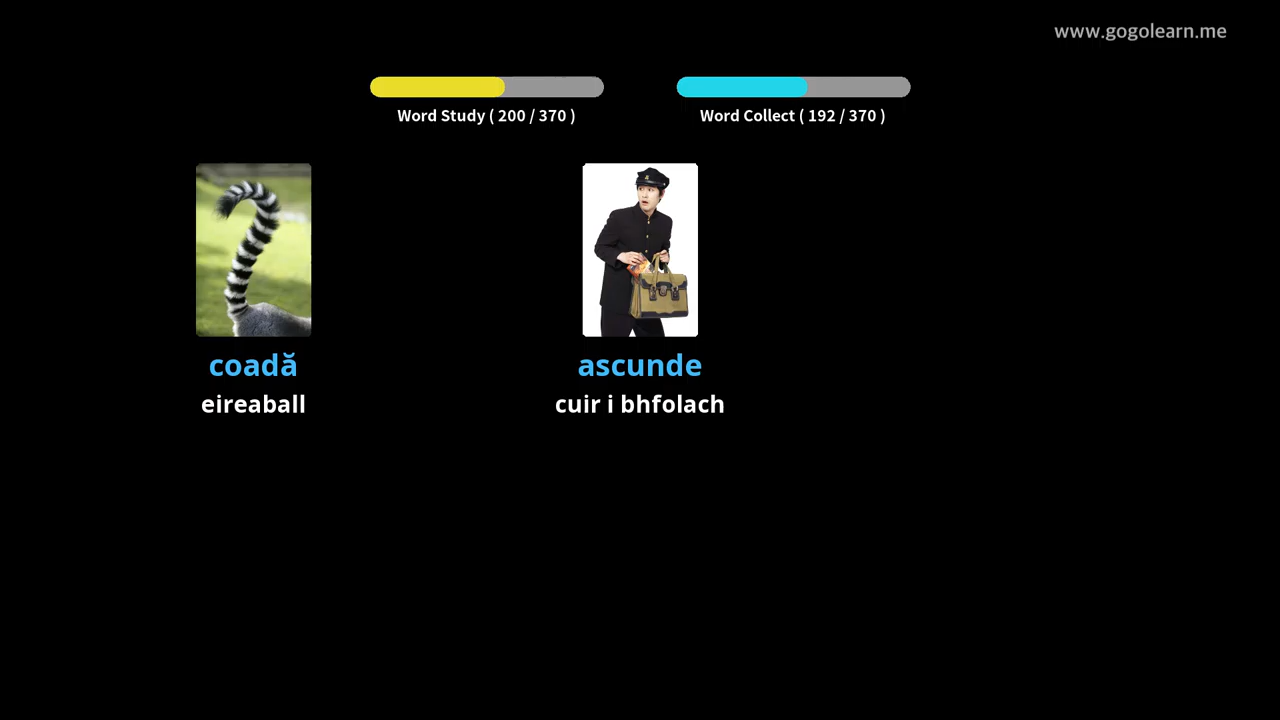 www.gogolearn.me
Word Study ( 200 / 370 )
Word Collect ( 192 / 370 )
coadă
eireaball
ascunde
cuir i bhfolach